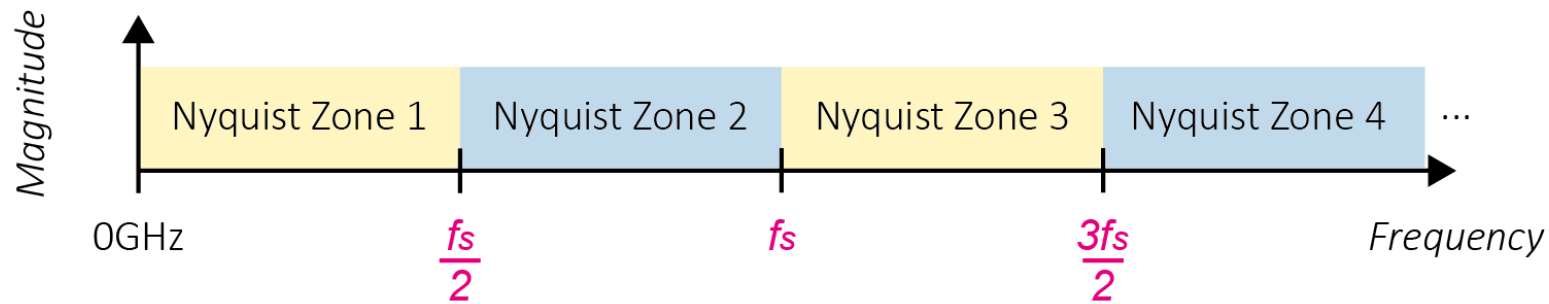 Magnitude
Nyquist Zone 1 Nyquist Zone 2 Nyquist Zone 3 Nyquist Zone 4 ...
0GHz fs/2 fs 3fs/2 Frequency